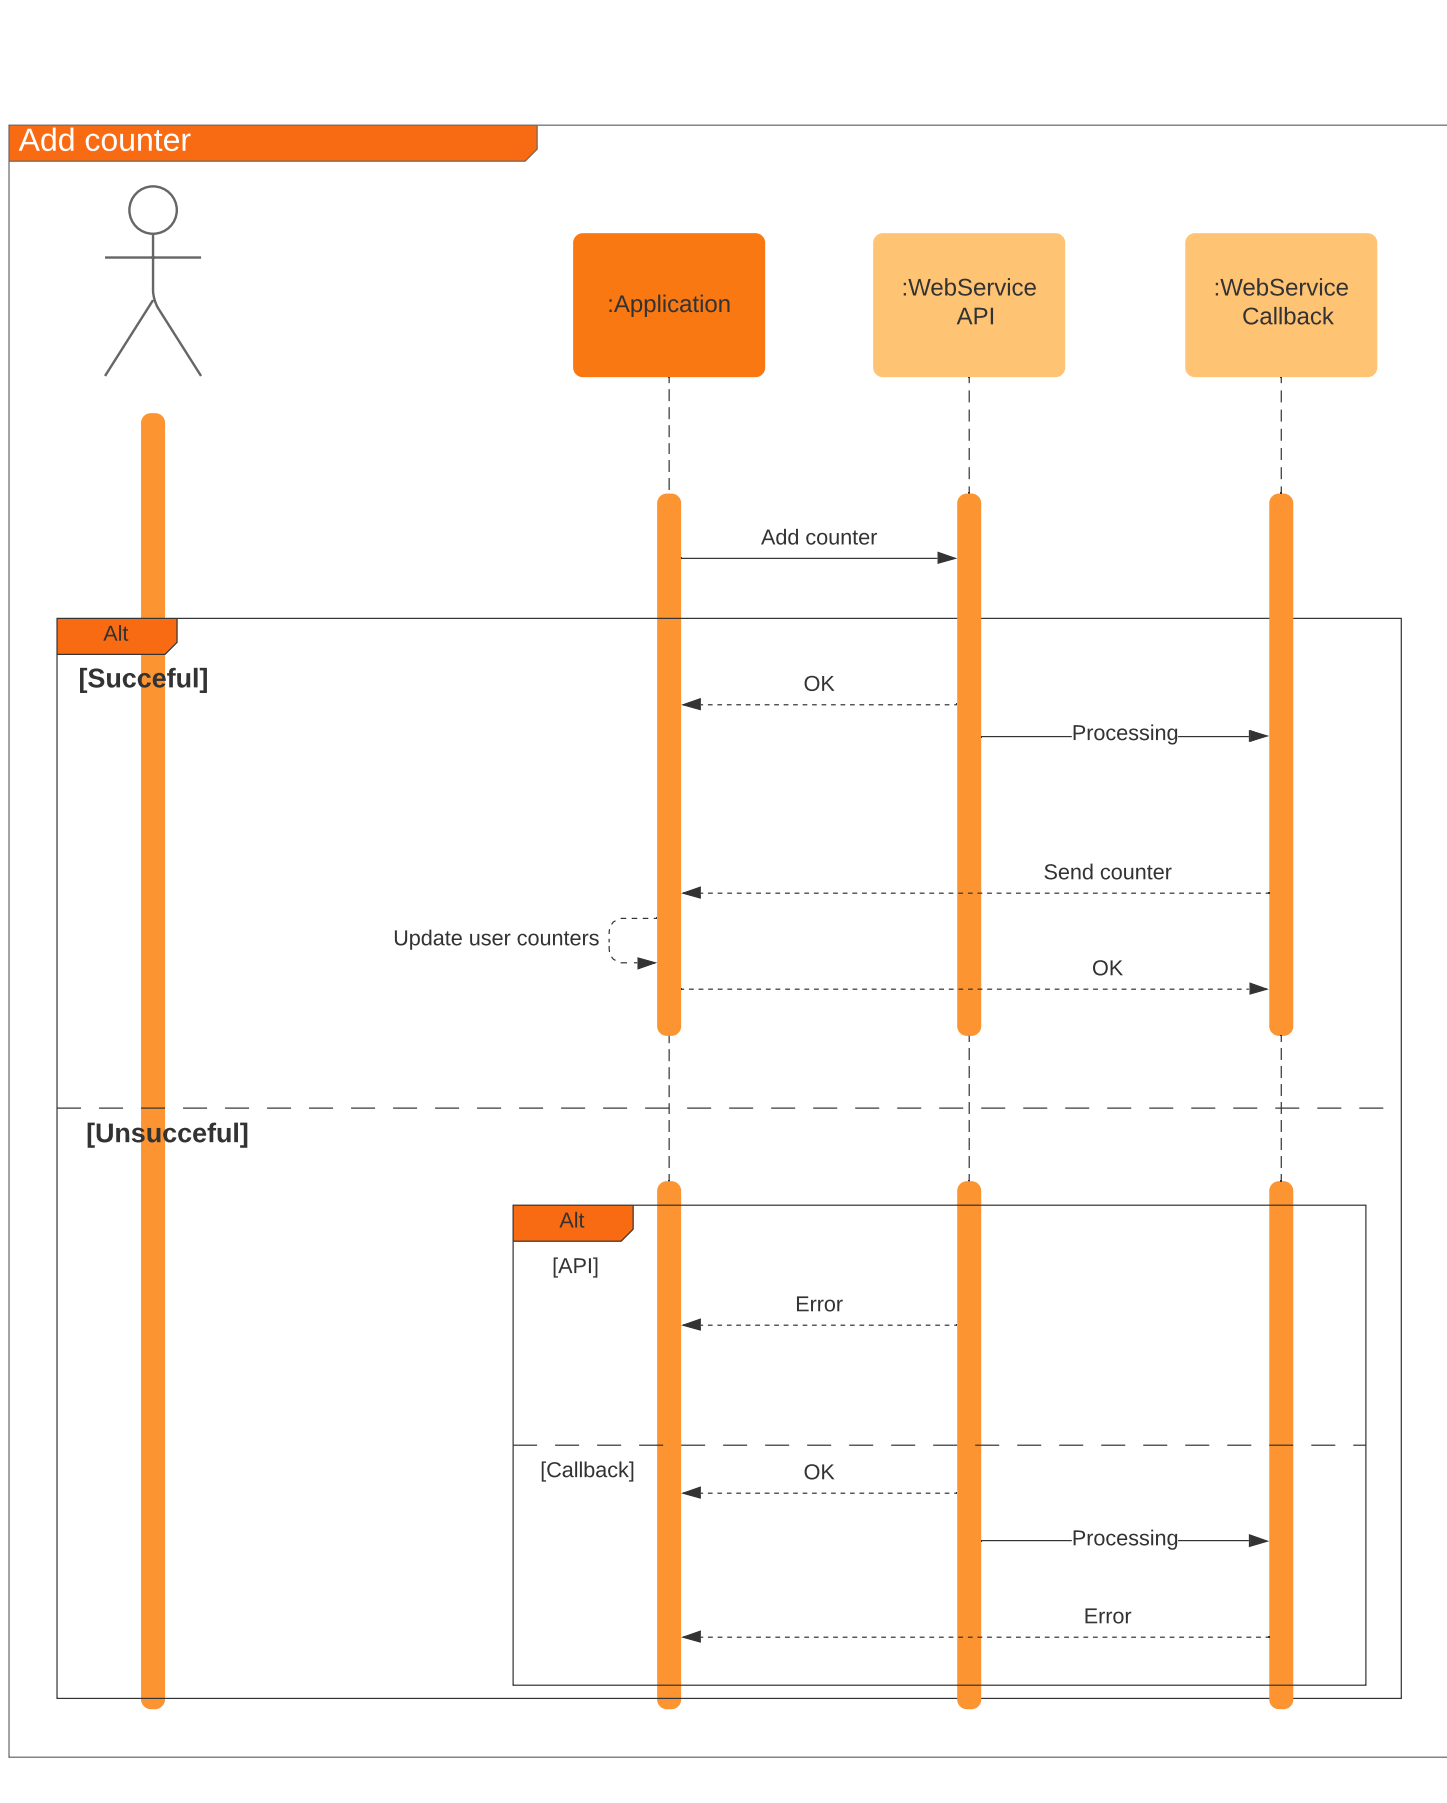 Add counter
:Application
:WebService
API
:WebService
Callback
Add counter
Alt
[Succeful]
OK
Processing
Send counter
Update user counters
OK
[Unsucceful]
Alt
[API]
Error
[Callback]
OK
Processing
Error